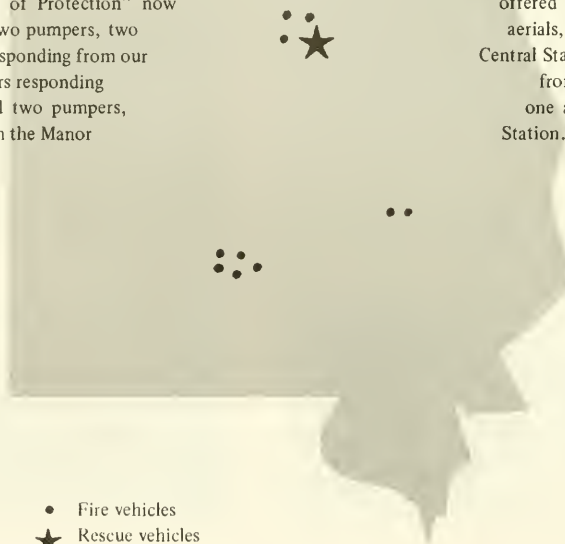 of Protection" now
wo pumpers, two
sponding from our
rs responding
l two pumpers,
n the Manor
offered
aerials,
Central Sta
fro
one a
Station.
Fire vehicles
Rescue vehicles